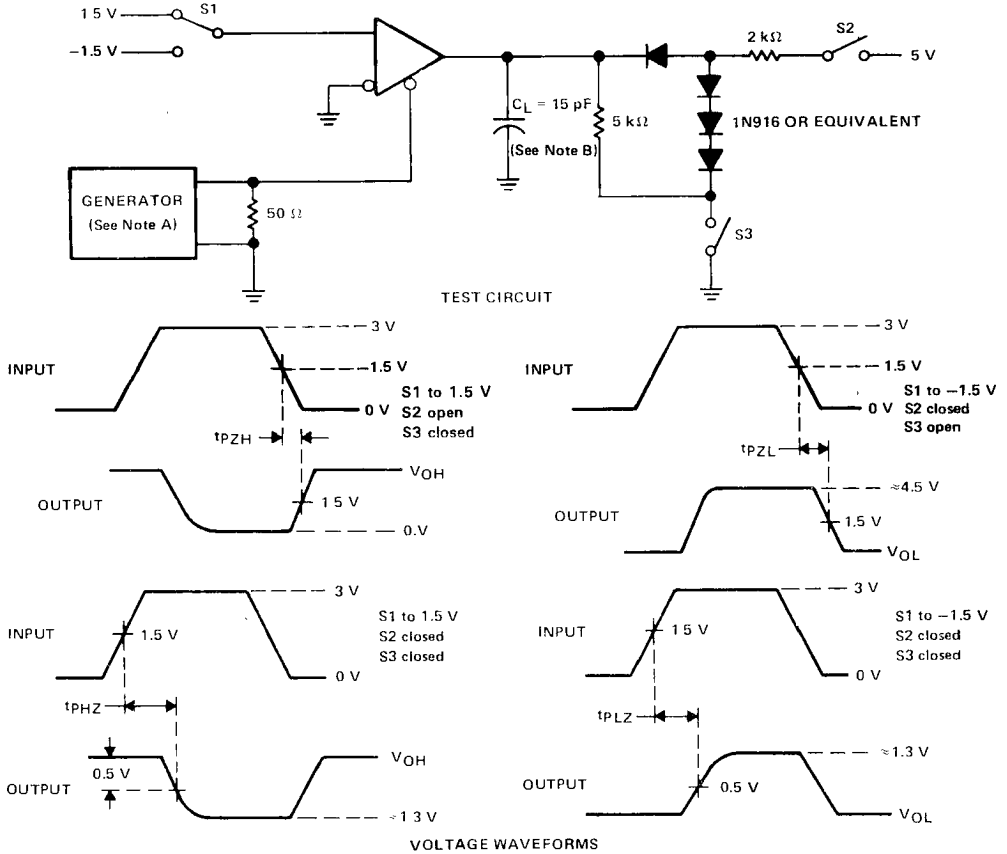 1 5 V
S1
-1.5 V
2 kΩ
S2
5 V
CL = 15 pF
(See Note B)
5 kΩ
1N916 OR EQUIVALENT
GENERATOR
(See Note A)
50 Ω
S3
TEST CIRCUIT
INPUT
3 V
1.5 V
0 V
S1 to 1.5 V
S2 open
S3 closed
tPZH
OUTPUT
VOH
1 5 V
0.V
INPUT
3 V
1.5 V
0 V
S1 to −1.5 V
S2 closed
S3 open
tPZL
OUTPUT
≈4.5 V
1.5 V
VOL
INPUT
3 V
1.5 V
0 V
S1 to 1.5 V
S2 closed
S3 closed
tPHZ
OUTPUT
0.5 V
VOH
≈1 3 V
INPUT
3 V
1 5 V
0 V
S1 to −1.5 V
S2 closed
S3 closed
tPLZ
OUTPUT
≈1.3 V
0.5 V
VOL
VOLTAGE WAVEFORMS